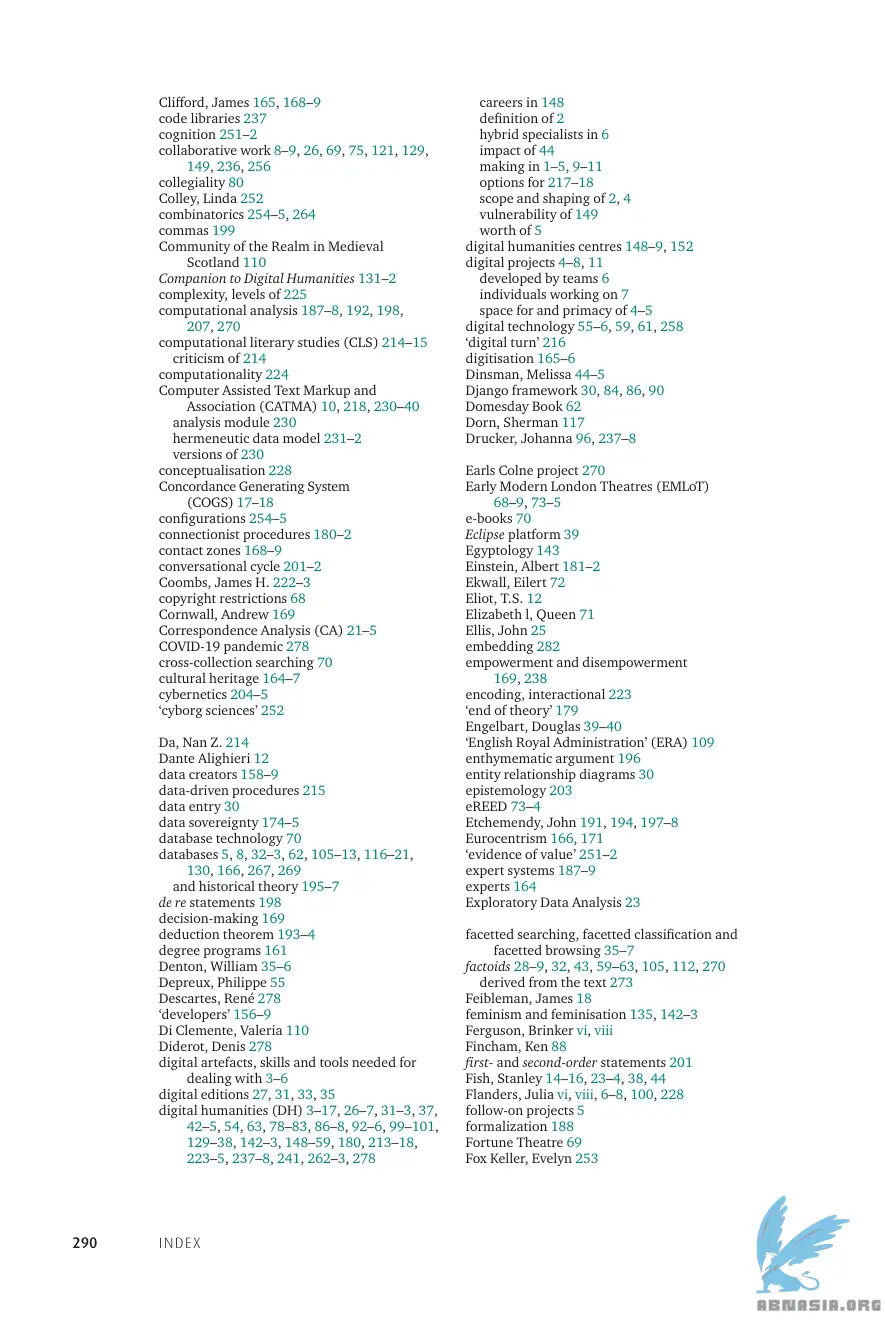 Clifford, James 165, 168–9
code libraries 237
cognition 251–2
collaborative work 8–9, 26, 69, 75, 121, 129,
149, 236, 256
collegiality 80
Colley, Linda 252
combinatorics 254–5, 264
commas 199
Community of the Realm in Medieval
Scotland 110
Companion to Digital Humanities 131–2
complexity, levels of 225
computational analysis 187–8, 192, 198,
207, 270
computational literary studies (CLS) 214–15
criticism of 214
computationality 224
Computer Assisted Text Markup and
Association (CATMA) 10, 218, 230–40
analysis module 230
hermeneutic data model 231–2
versions of 230
conceptualisation 228
Concordance Generating System
(COGS) 17–18
configurations 254–5
connectionist procedures 180–2
contact zones 168–9
conversational cycle 201–2
Coombs, James H. 222–3
copyright restrictions 68
Cornwall, Andrew 169
Correspondence Analysis (CA) 21–5
COVID-19 pandemic 278
cross-collection searching 70
cultural heritage 164–7
cybernetics 204–5
‘cyborg sciences’ 252
Da, Nan Z. 214
Dante Alighieri 12
data creators 158–9
data-driven procedures 215
data entry 30
data sovereignty 174–5
database technology 70
databases 5, 8, 32–3, 62, 105–13, 116–21,
130, 166, 267, 269
and historical theory 195–7
de re statements 198
decision-making 169
deduction theorem 193–4
degree programs 161
Denton, William 35–6
Depreux, Philippe 55
Descartes, René 278
‘developers’ 156–9
Di Clemente, Valeria 110
Diderot, Denis 278
digital artefacts, skills and tools needed for
dealing with 3–6
digital editions 27, 31, 33, 35
digital humanities (DH) 3–17, 26–7, 31–3, 37,
42–5, 54, 63, 78–83, 86–8, 92–6, 99–101,
129–38, 142–3, 148–59, 180, 213–18,
223–5, 237–8, 241, 262–3, 278
careers in 148
definition of 2
hybrid specialists in 6
impact of 44
making in 1–5, 9–11
options for 217–18
scope and shaping of 2, 4
vulnerability of 149
worth of 5
digital humanities centres 148–9, 152
digital projects 4–8, 11
developed by teams 6
individuals working on 7
space for and primacy of 4–5
digital technology 55–6, 59, 61, 258
‘digital turn’ 216
digitisation 165–6
Dinsman, Melissa 44–5
Django framework 30, 84, 86, 90
Domesday Book 62
Dorn, Sherman 117
Drucker, Johanna 96, 237–8
Earls Colne project 270
Early Modern London Theatres (EMLoT)
68–9, 73–5
e-books 70
Eclipse platform 39
Egyptology 143
Einstein, Albert 181–2
Ekwall, Eilert 72
Eliot, T.S. 12
Elizabeth l, Queen 71
Ellis, John 25
embedding 282
empowerment and disempowerment
169, 238
encoding, interactional 223
‘end of theory’ 179
Engelbart, Douglas 39–40
‘English Royal Administration’ (ERA) 109
enthymematic argument 196
entity relationship diagrams 30
epistemology 203
eREED 73–4
Etchemendy, John 191, 194, 197–8
Eurocentrism 166, 171
‘evidence of value’ 251–2
expert systems 187–9
experts 164
Exploratory Data Analysis 23
facetted searching, facetted classification and
facetted browsing 35–7
factoids 28–9, 32, 43, 59–63, 105, 112, 270
derived from the text 273
Feibleman, James 18
feminism and feminisation 135, 142–3
Ferguson, Brinker vi, viii
Fincham, Ken 88
first- and second-order statements 201
Fish, Stanley 14–16, 23–4, 38, 44
Flanders, Julia vi, viii, 6–8, 100, 228
follow-on projects 5
formalization 188
Fortune Theatre 69
Fox Keller, Evelyn 253
290 INDEX
ABNASIA.ORG